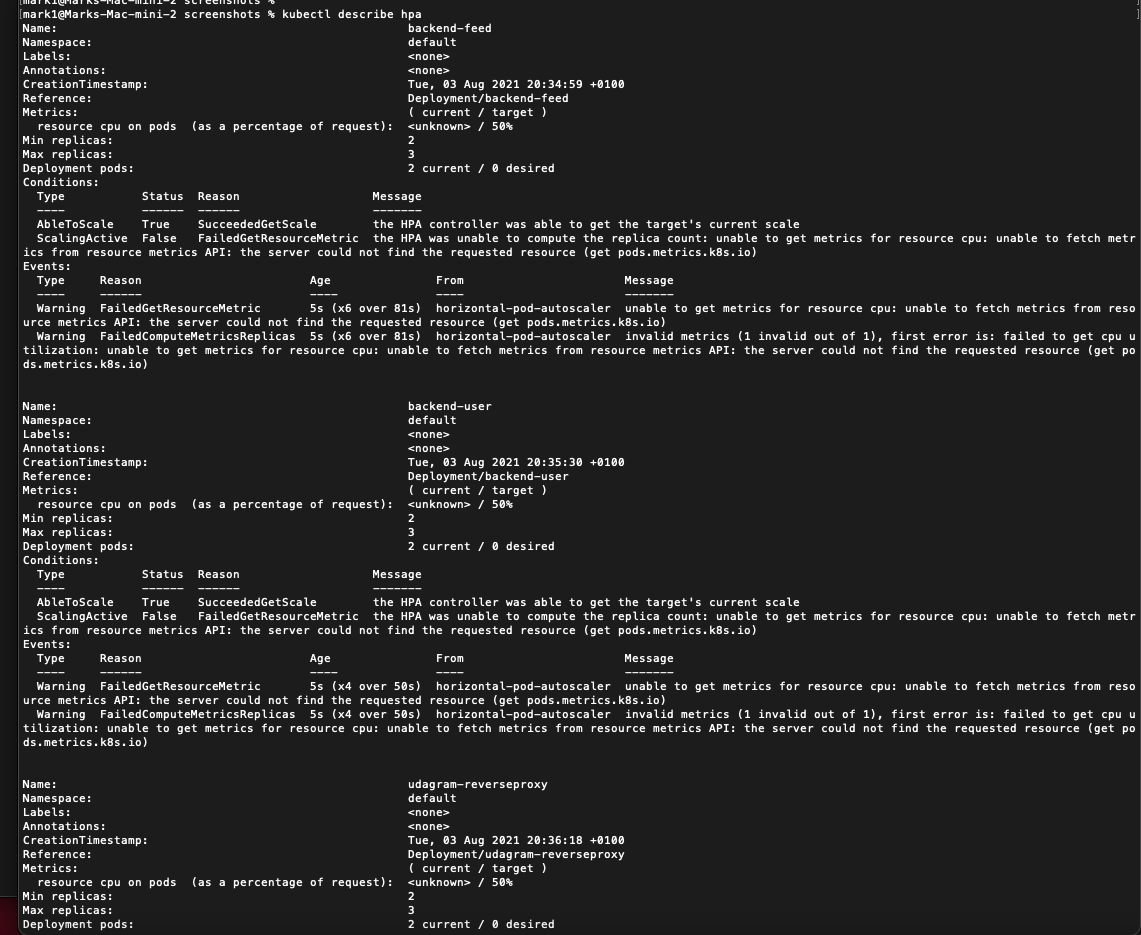 [mark1@Marks-Mac-mini-2 screenshots %
[mark1@Marks-Mac-mini-2 screenshots % kubectl describe hpa ]
Name: backend-feed
Namespace: default
Labels: <none>
Annotations: <none>
CreationTimestamp: Tue, 03 Aug 2021 20:34:59 +0100
Reference: Deployment/backend-feed
Metrics: ( current / target )
resource cpu on pods (as a percentage of request): <unknown> / 50%
Min replicas: 2
Max replicas: 3
Deployment pods: 2 current / 0 desired
Conditions:
Type Status Reason Message
---- ------ ------ -------
AbleToScale True SucceededGetScale the HPA controller was able to get the target's current scale
ScalingActive False FailedGetResourceMetric the HPA was unable to compute the replica count: unable to get metrics for resource cpu: unable to fetch metr
ics from resource metrics API: the server could not find the requested resource (get pods.metrics.k8s.io)
Events:
Type Reason Age From Message
---- ------ ---- ---- -------
Warning FailedGetResourceMetric 5s (x6 over 81s) horizontal-pod-autoscaler unable to get metrics for resource cpu: unable to fetch metrics from reso
urce metrics API: the server could not find the requested resource (get pods.metrics.k8s.io)
Warning FailedComputeMetricsReplicas 5s (x6 over 81s) horizontal-pod-autoscaler invalid metrics (1 invalid out of 1), first error is: failed to get cpu u
tilization: unable to get metrics for resource cpu: unable to fetch metrics from resource metrics API: the server could not find the requested resource (get po
ds.metrics.k8s.io)
Name: backend-user
Namespace: default
Labels: <none>
Annotations: <none>
CreationTimestamp: Tue, 03 Aug 2021 20:35:30 +0100
Reference: Deployment/backend-user
Metrics: ( current / target )
resource cpu on pods (as a percentage of request): <unknown> / 50%
Min replicas: 2
Max replicas: 3
Deployment pods: 2 current / 0 desired
Conditions:
Type Status Reason Message
---- ------ ------ -------
AbleToScale True SucceededGetScale the HPA controller was able to get the target's current scale
ScalingActive False FailedGetResourceMetric the HPA was unable to compute the replica count: unable to get metrics for resource cpu: unable to fetch metr
ics from resource metrics API: the server could not find the requested resource (get pods.metrics.k8s.io)
Events:
Type Reason Age From Message
---- ------ ---- ---- -------
Warning FailedGetResourceMetric 5s (x4 over 50s) horizontal-pod-autoscaler unable to get metrics for resource cpu: unable to fetch metrics from reso
urce metrics API: the server could not find the requested resource (get pods.metrics.k8s.io)
Warning FailedComputeMetricsReplicas 5s (x4 over 50s) horizontal-pod-autoscaler invalid metrics (1 invalid out of 1), first error is: failed to get cpu u
tilization: unable to get metrics for resource cpu: unable to fetch metrics from resource metrics API: the server could not find the requested resource (get po
ds.metrics.k8s.io)
Name: udagram-reverseproxy
Namespace: default
Labels: <none>
Annotations: <none>
CreationTimestamp: Tue, 03 Aug 2021 20:36:18 +0100
Reference: Deployment/udagram-reverseproxy
Metrics: ( current / target )
resource cpu on pods (as a percentage of request): <unknown> / 50%
Min replicas: 2
Max replicas: 3
Deployment pods: 2 current / 0 desired